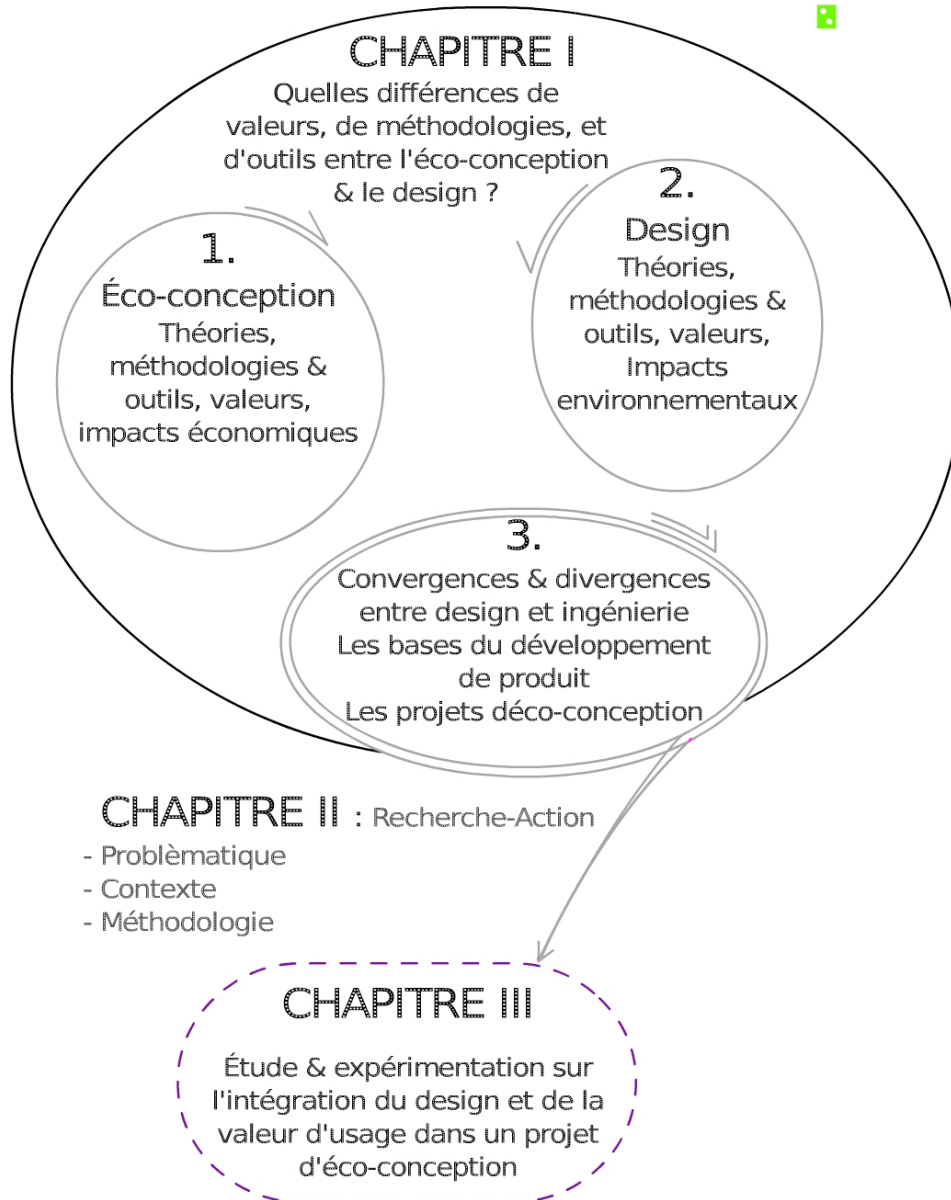 CHAPITRE I
Quelles différences de
valeurs, de méthodologies, et
d'outils entre l'éco-conception
& le design ?
1.
Éco-conception
Théories,
méthodologies &
outils, valeurs,
impacts économiques
2.
Design
Théories,
méthodologies &
outils, valeurs,
Impacts
environnementaux
3.
Convergences & divergences
entre design et ingénierie
Les bases du développement
de produit
Les projets déco-conception
CHAPITRE II : Recherche-Action
- Problèmatique
- Contexte
- Méthodologie
CHAPITRE III
Étude & expérimentation sur
l'intégration du design et de la
valeur d'usage dans un projet
d'éco-conception